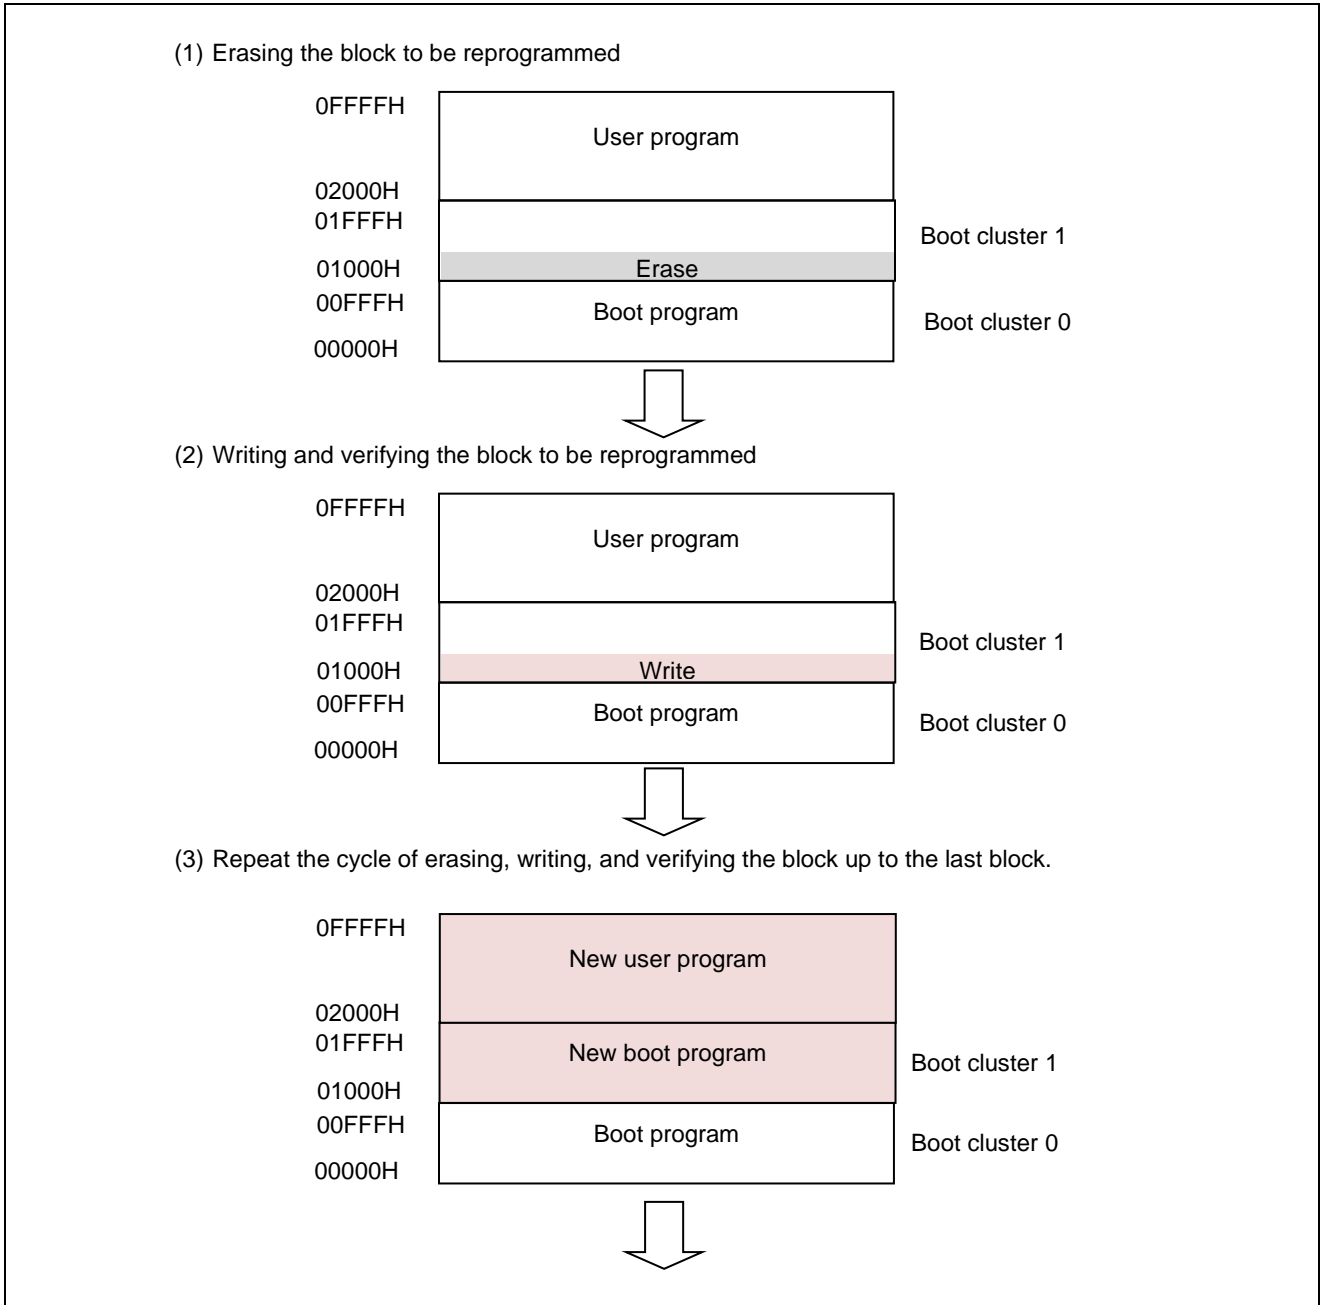 (1) Erasing the block to be reprogrammed
0FFFFH
User program
02000H
01FFFH
Boot cluster 1
01000H
Erase
00FFFH
Boot program
Boot cluster 0
00000H
(2) Writing and verifying the block to be reprogrammed
0FFFFH
User program
02000H
01FFFH
Boot cluster 1
01000H
Write
00FFFH
Boot program
Boot cluster 0
00000H
(3) Repeat the cycle of erasing, writing, and verifying the block up to the last block.
0FFFFH
New user program
02000H
01FFFH
New boot program
Boot cluster 1
01000H
00FFFH
Boot program
Boot cluster 0
00000H